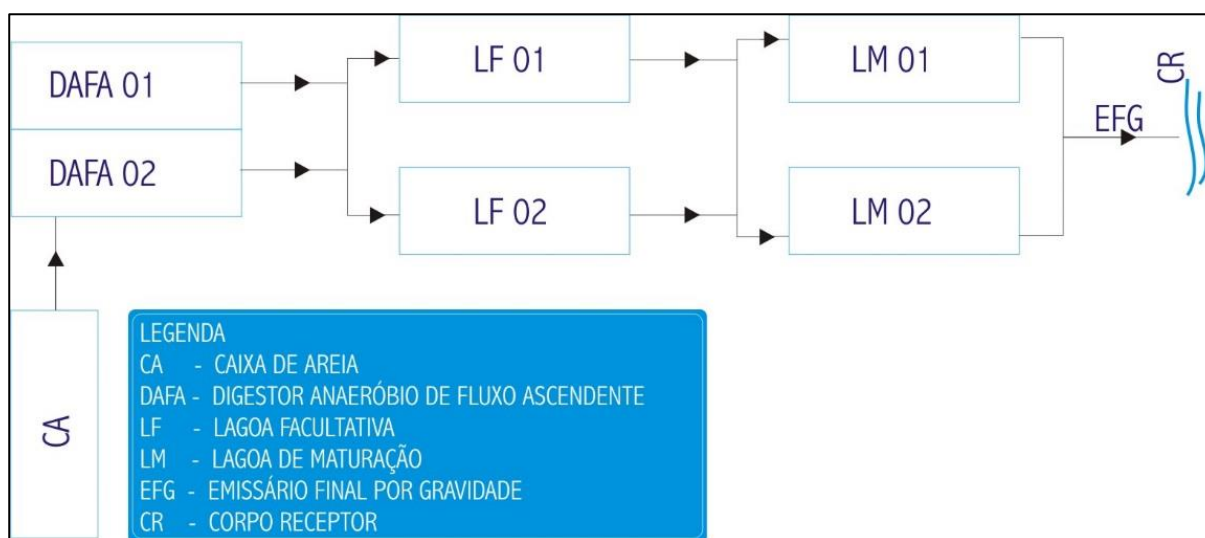 DAFA 01
LF 01
LM 01
CR
EFG
DAFA 02
LF 02
LM 02
CA
LEGENDA
CA - CAIXA DE AREIA
DAFA - DIGESTOR ANAERÓBIO DE FLUXO ASCENDENTE
LF - LAGOA FACULTATIVA
LM - LAGOA DE MATURAÇÃO
EFG - EMISSÁRIO FINAL POR GRAVIDADE
CR - CORPO RECEPTOR